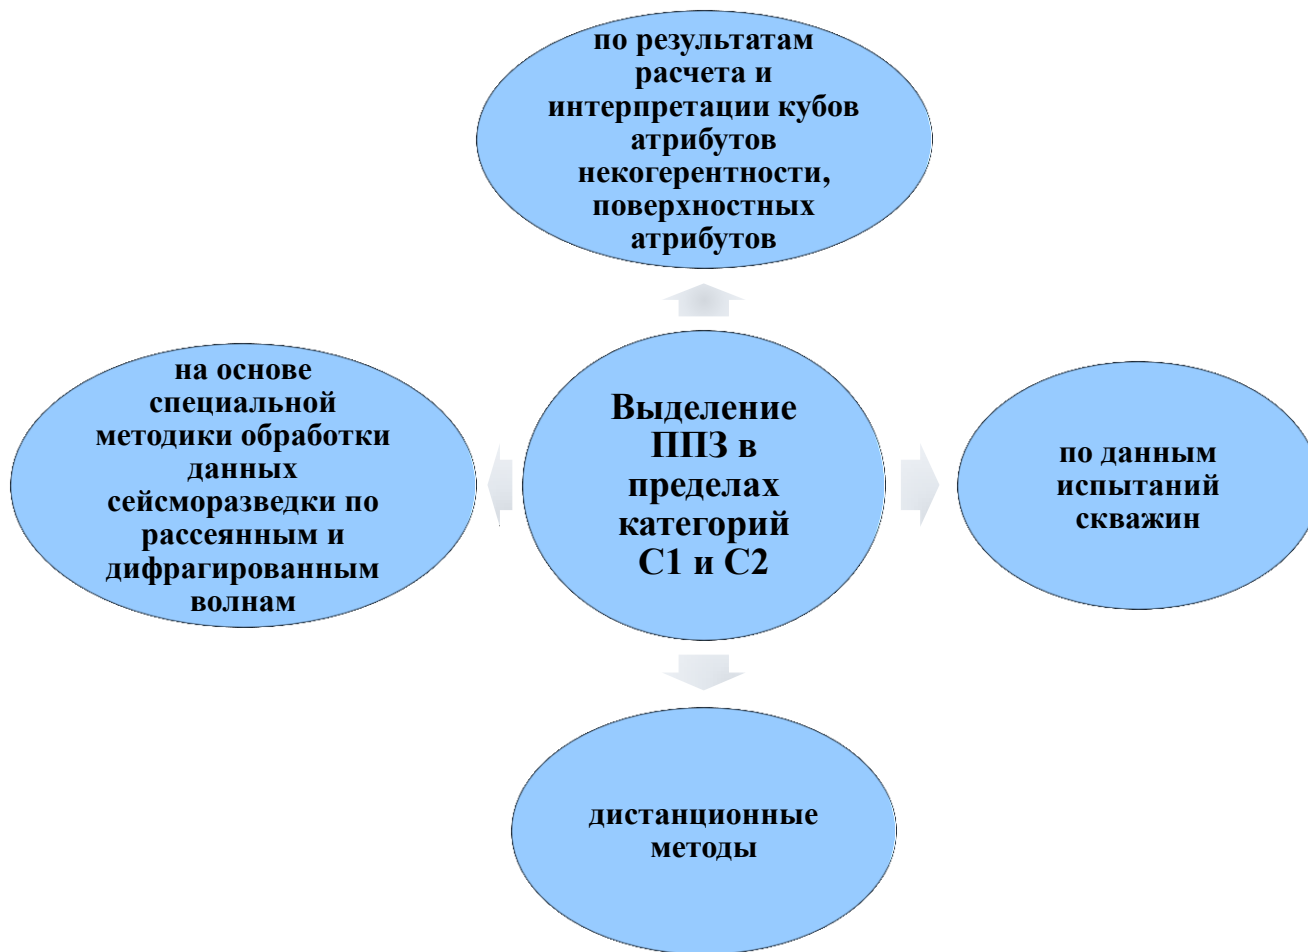 по результатам
расчета и
интерпретации кубов
атрибутов
некогерентности,
поверхностных
атрибутов
на основе
специальной
методики обработки
данных
сейсморазведки по
рассеянным и
дифрагированным
волнам
Выделение
ППЗ в
пределах
категорий
С1 и С2
по данным
испытаний
скважин
дистанционные
методы